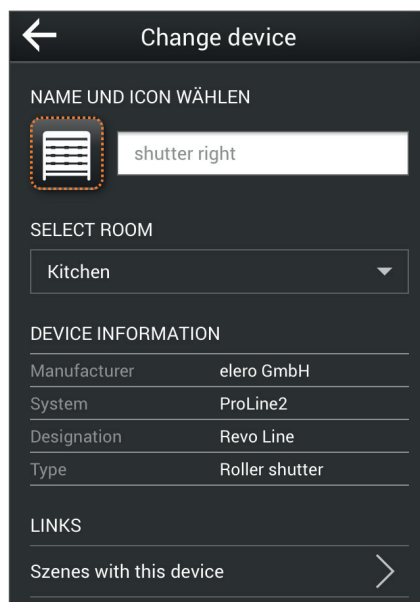 Change device
NAME UND ICON WÄHLEN
shutter right
SELECT ROOM
Kitchen
DEVICE INFORMATION
Manufacturer elero GmbH
System ProLine2
Designation Revo Line
Type Roller shutter
LINKS
Szenes with this device